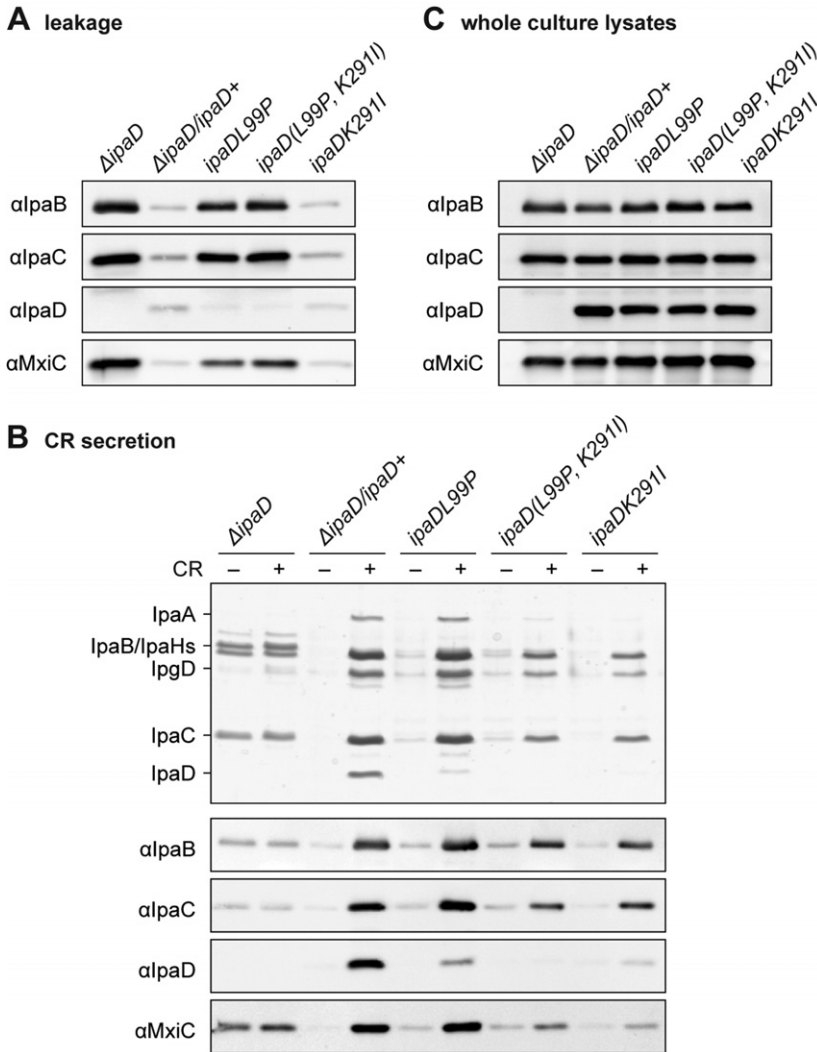 A leakage
ΔipaD
ΔipaD/ipaD+
ipaDL99P
ipaD(L99P, K291I)
ipaDK291I
αIpaB
αIpaC
αIpaD
αMxiC
C whole culture lysates
ΔipaD
ΔipaD/ipaD+
ipaDL99P
ipaD(L99P, K291I)
ipaDK291I
αIpaB
αIpaC
αIpaD
αMxiC
B CR secretion
ΔipaD
ΔipaD/ipaD+
ipaDL99P
ipaD(L99P, K291I)
ipaDK291I
CR – + – + – + – + – +
IpaA
IpaB/IpaHs
IpgD
IpaC
IpaD
αIpaB
αIpaC
αIpaD
αMxiC